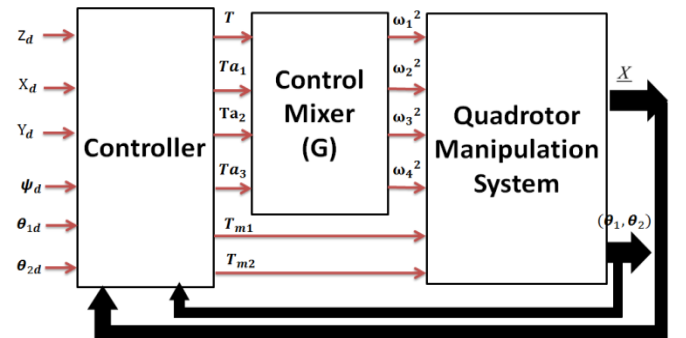 Z_d
X_d
Y_d
ψ_d
θ_1d
θ_2d
Controller
T
Ta_1
Ta_2
Ta_3
T_m1
T_m2
Control
Mixer
(G)
ω_1^2
ω_2^2
ω_3^2
ω_4^2
Quadrotor
Manipulation
System
X
(θ_1, θ_2)